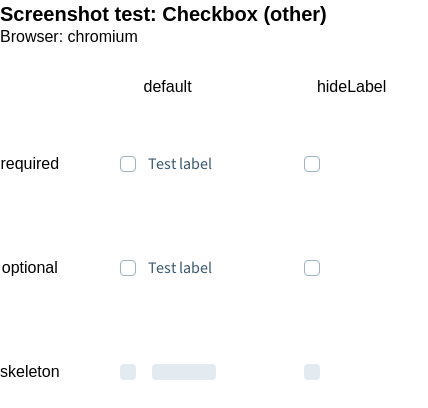 Screenshot test: Checkbox (other)
Browser: chromium
default hideLabel
required Test label
optional Test label
skeleton